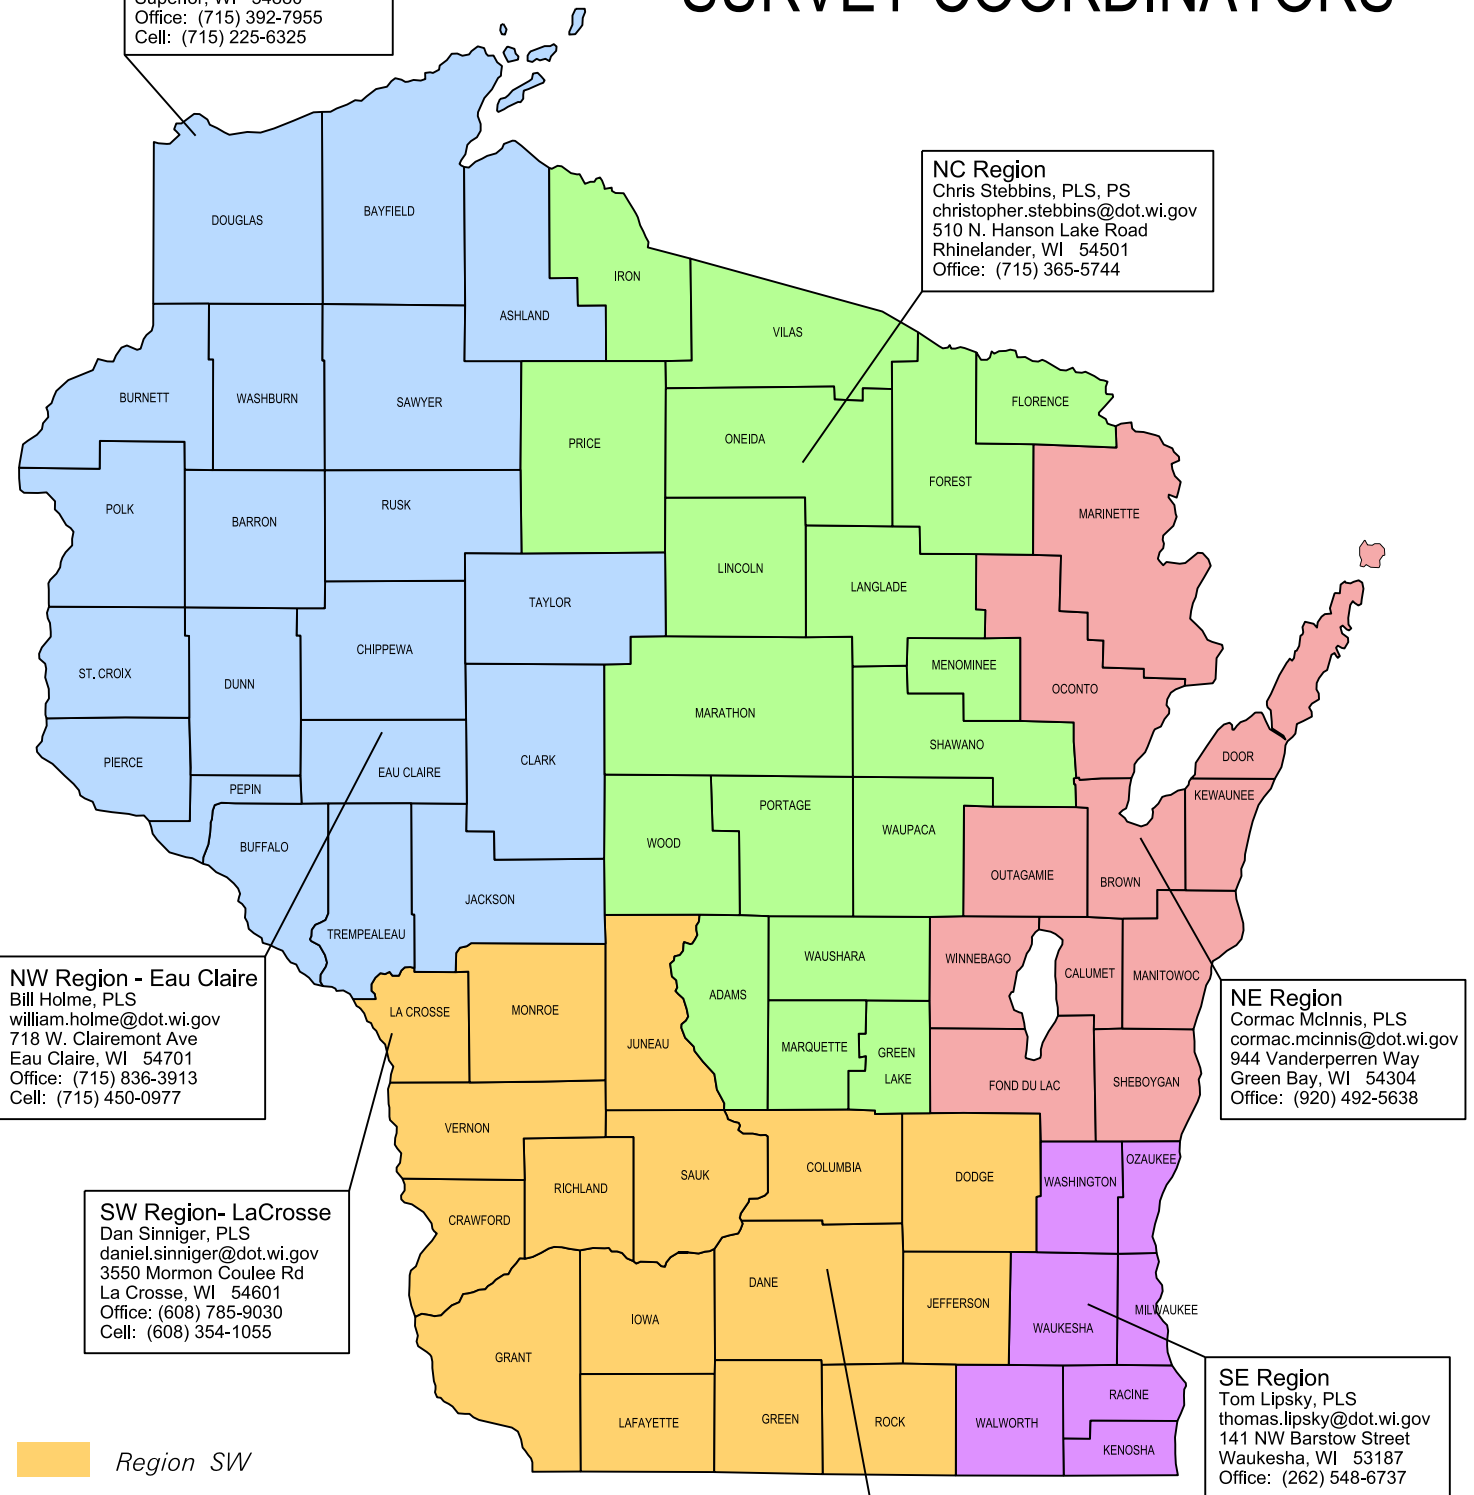 SURVEY COORDINATORS
Superior, WI 54880
Office: (715) 392-7955
Cell: (715) 225-6325
NC Region
Chris Stebbins, PLS, PS
christopher.stebbins@dot.wi.gov
510 N. Hanson Lake Road
Rhinelander, WI 54501
Office: (715) 365-5744
DOUGLAS
BAYFIELD
ASHLAND
IRON
VILAS
BURNETT
WASHBURN
SAWYER
PRICE
ONEIDA
FLORENCE
FOREST
POLK
BARRON
RUSK
MARINETTE
TAYLOR
LINCOLN
LANGLADE
ST. CROIX
DUNN
CHIPPEWA
MENOMINEE
OCONTO
MARATHON
SHAWANO
PIERCE
PEPIN
EAU CLAIRE
CLARK
DOOR
KEWAUNEE
BUFFALO
WOOD
PORTAGE
WAUPACA
OUTAGAMIE
BROWN
JACKSON
TREMPEALEAU
WAUSHARA
WINNEBAGO
CALUMET
MANITOWOC
ADAMS
LA CROSSE
MONROE
JUNEAU
MARQUETTE
GREEN
LAKE
FOND DU LAC
SHEBOYGAN
NW Region - Eau Claire
Bill Holme, PLS
william.holme@dot.wi.gov
718 W. Clairemont Ave
Eau Claire, WI 54701
Office: (715) 836-3913
Cell: (715) 450-0977
NE Region
Cormac McInnis, PLS
cormac.mcinnis@dot.wi.gov
944 Vanderperren Way
Green Bay, WI 54304
Office: (920) 492-5638
VERNON
RICHLAND
SAUK
COLUMBIA
DODGE
WASHINGTON
OZAUKEE
CRAWFORD
SW Region- LaCrosse
Dan Sinniger, PLS
daniel.sinniger@dot.wi.gov
3550 Mormon Coulee Rd
La Crosse, WI 54601
Office: (608) 785-9030
Cell: (608) 354-1055
DANE
JEFFERSON
WAUKESHA
MILWAUKEE
IOWA
GRANT
LAFAYETTE
GREEN
ROCK
WALWORTH
RACINE
KENOSHA
SE Region
Tom Lipsky, PLS
thomas.lipsky@dot.wi.gov
141 NW Barstow Street
Waukesha, WI 53187
Office: (262) 548-6737
Region SW